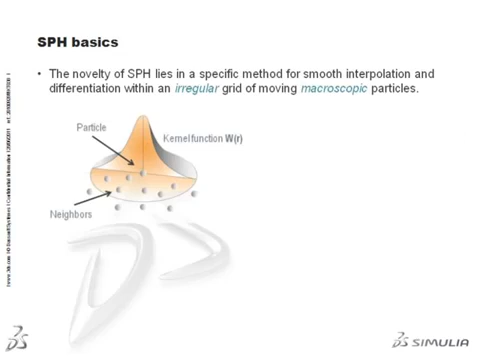 SPH basics
• The novelty of SPH lies in a specific method for smooth interpolation and
differentiation within an irregular grid of moving macroscopic particles.
Particle
Kernel function W(r)
Neighbors
SIMULIA